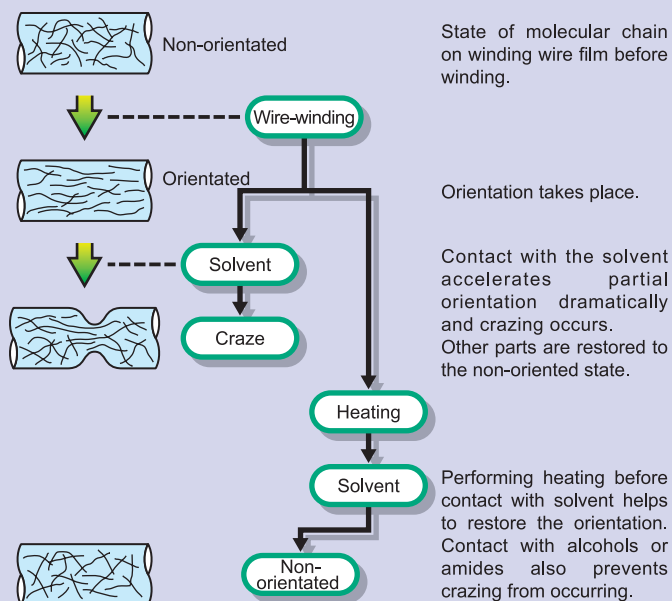 Non-orientated
State of molecular chain
on winding wire film before
winding.
Wire-winding
Orientated
Orientation takes place.
Solvent
Contact with the solvent
accelerates partial
orientation dramatically
and crazing occurs.
Other parts are restored to
the non-oriented state.
Craze
Heating
Solvent
Performing heating before
contact with solvent helps
to restore the orientation.
Contact with alcohols or
amides also prevents
crazing from occurring.
Non-
orientated